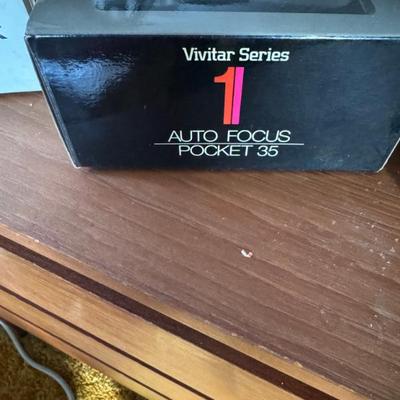 Vivitar Series
1
AUTO FOCUS
POCKET 35